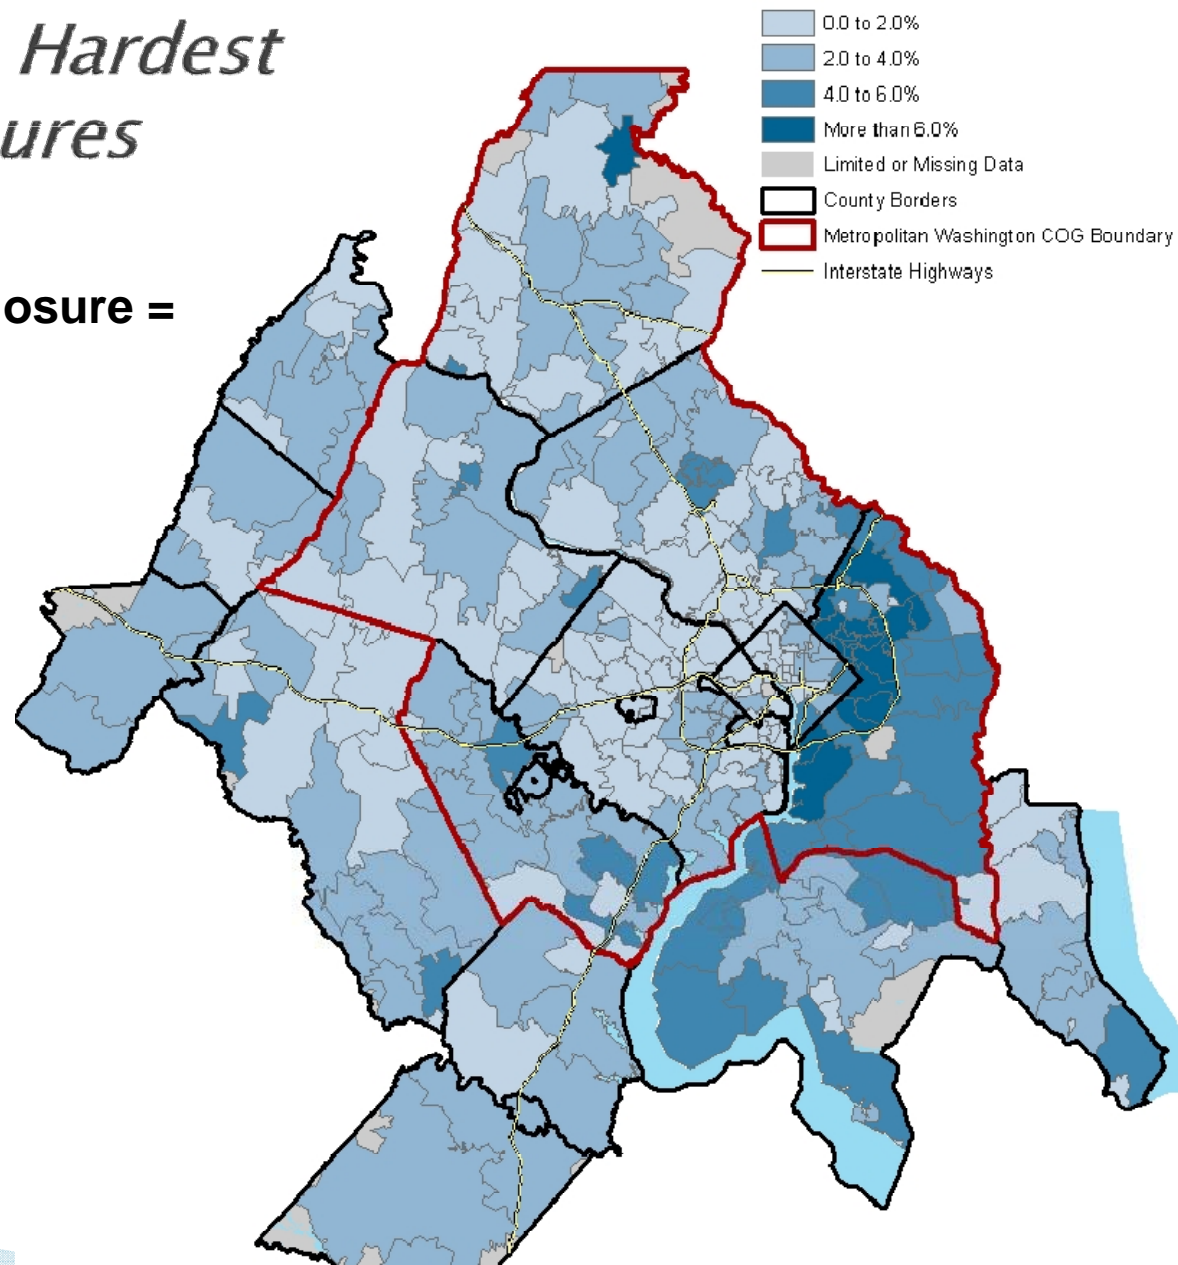 Hardest
ures
osure =
0.0 to 2.0%
2.0 to 4.0%
4.0 to 6.0%
More than 6.0%
Limited or Missing Data
County Borders
Metropolitan Washington COG Boundary
Interstate Highways